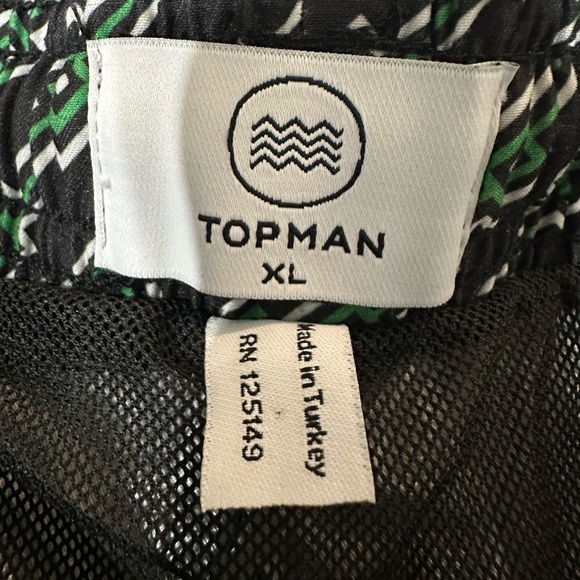 TOPMAN
XL
Made in Turkey
RN 125149